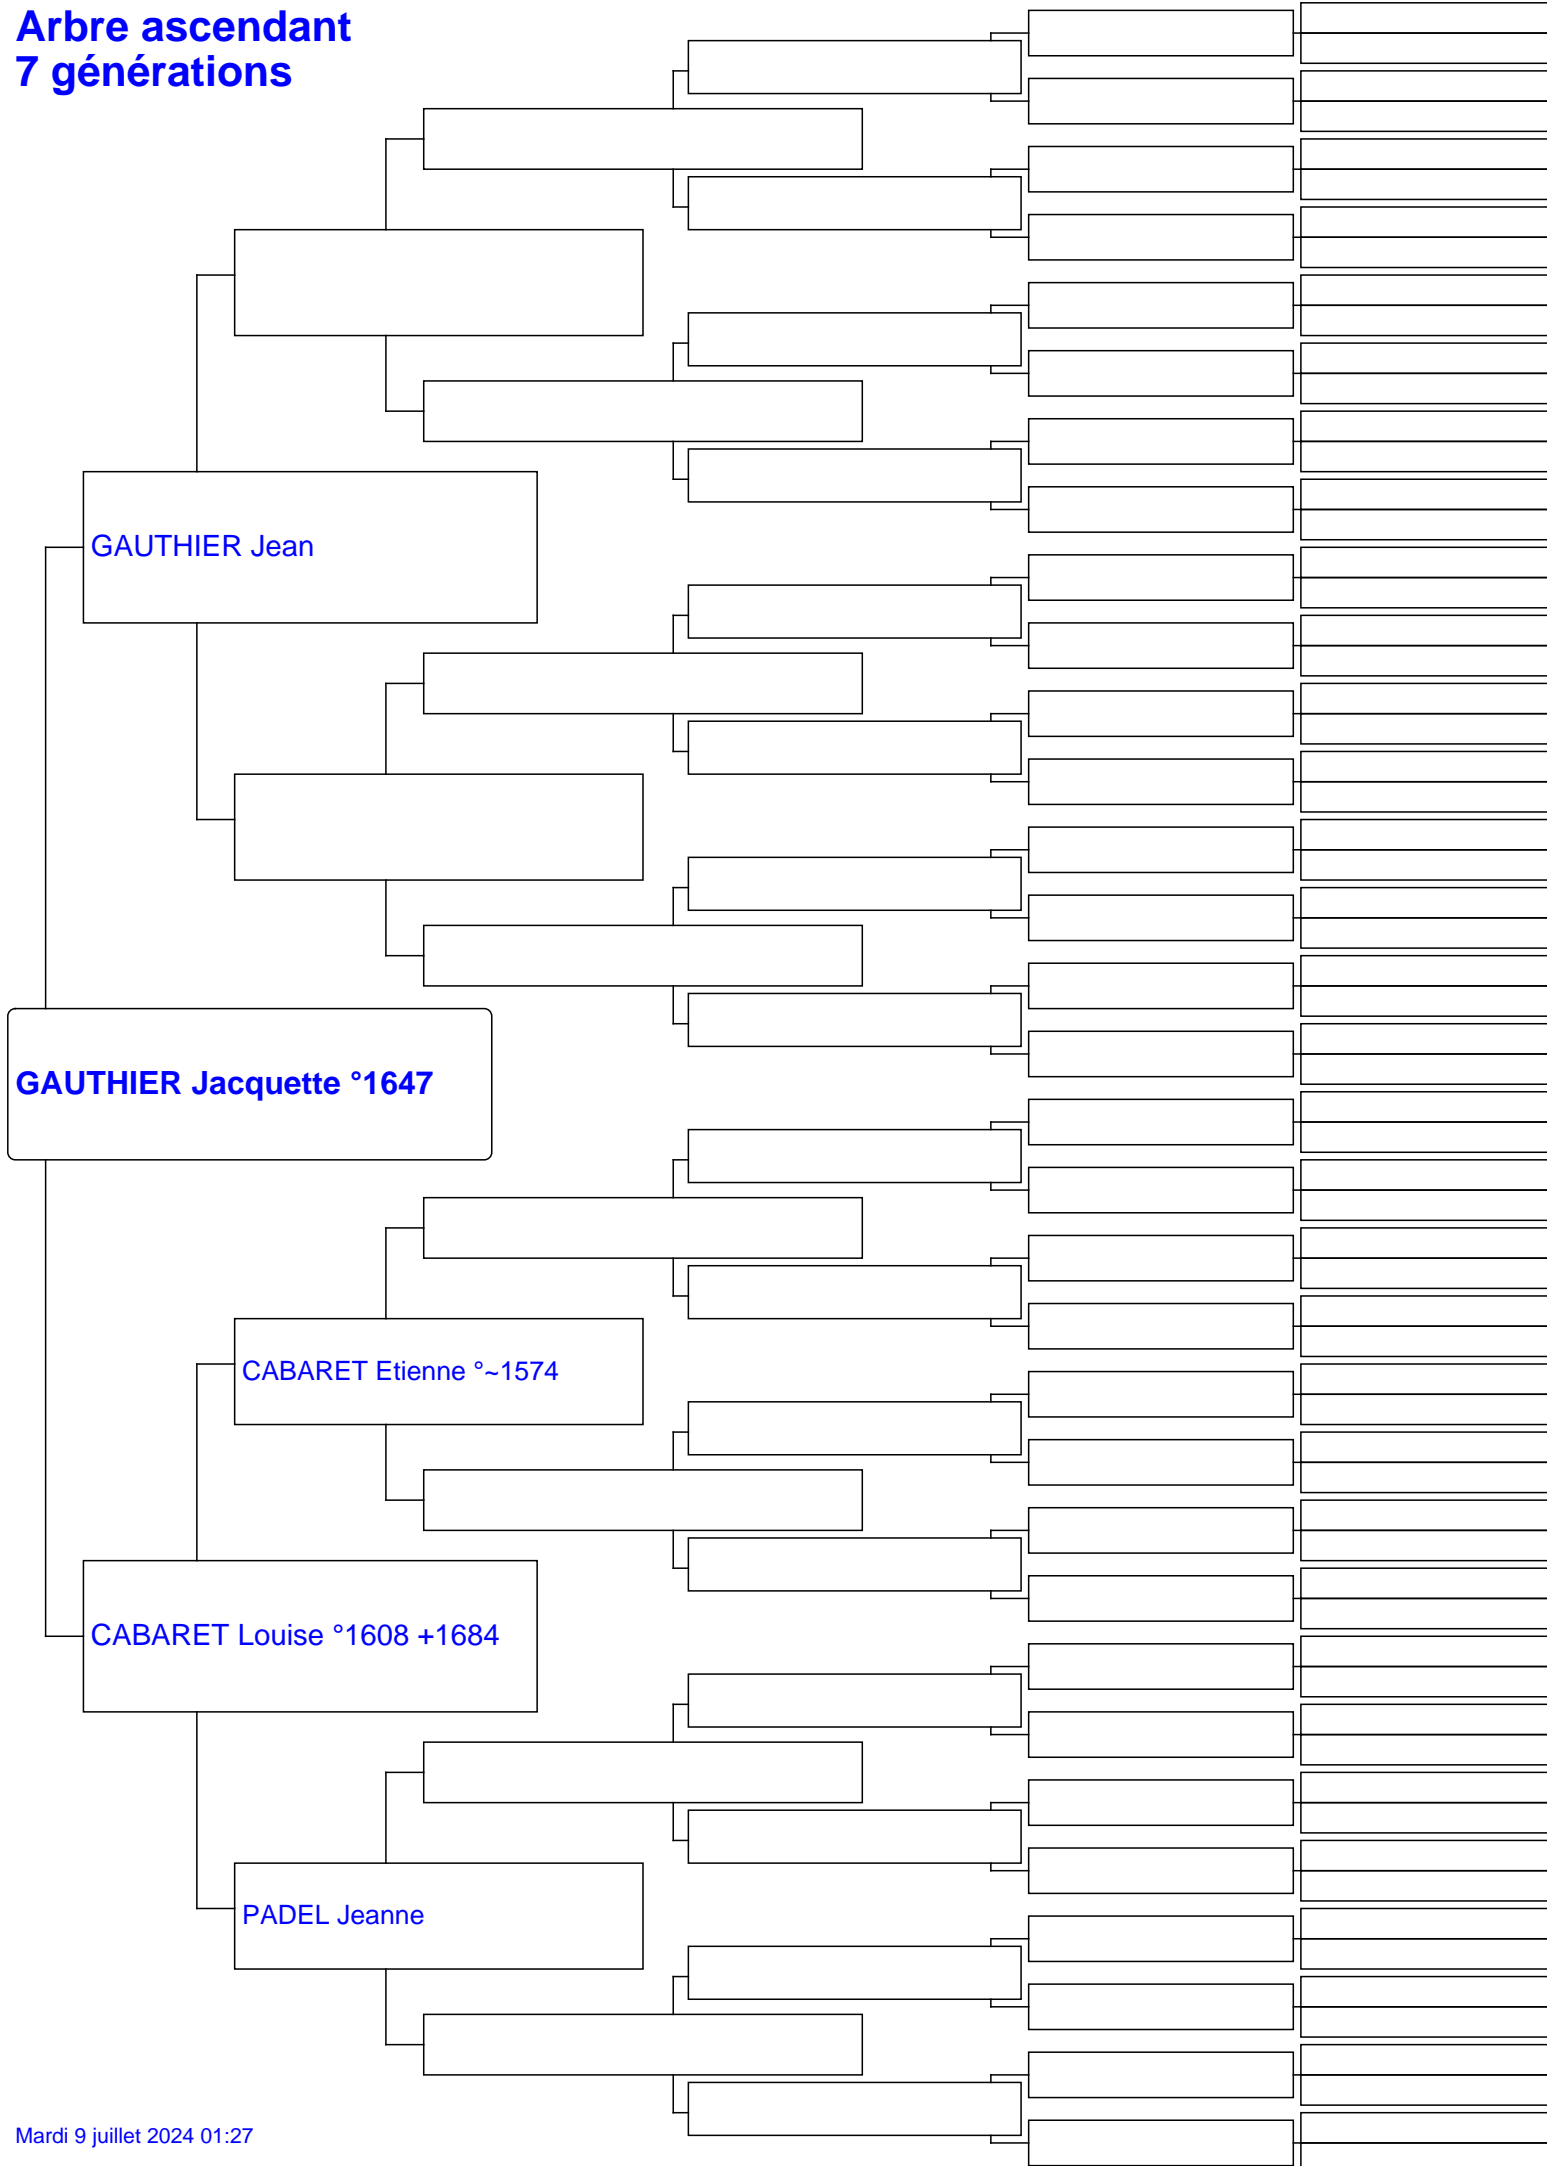 Arbre ascendant
7 générations
GAUTHIER Jean
GAUTHIER Jacquette °1647
CABARET Etienne °~1574
CABARET Louise °1608 +1684
PADEL Jeanne
Mardi 9 juillet 2024 01:27